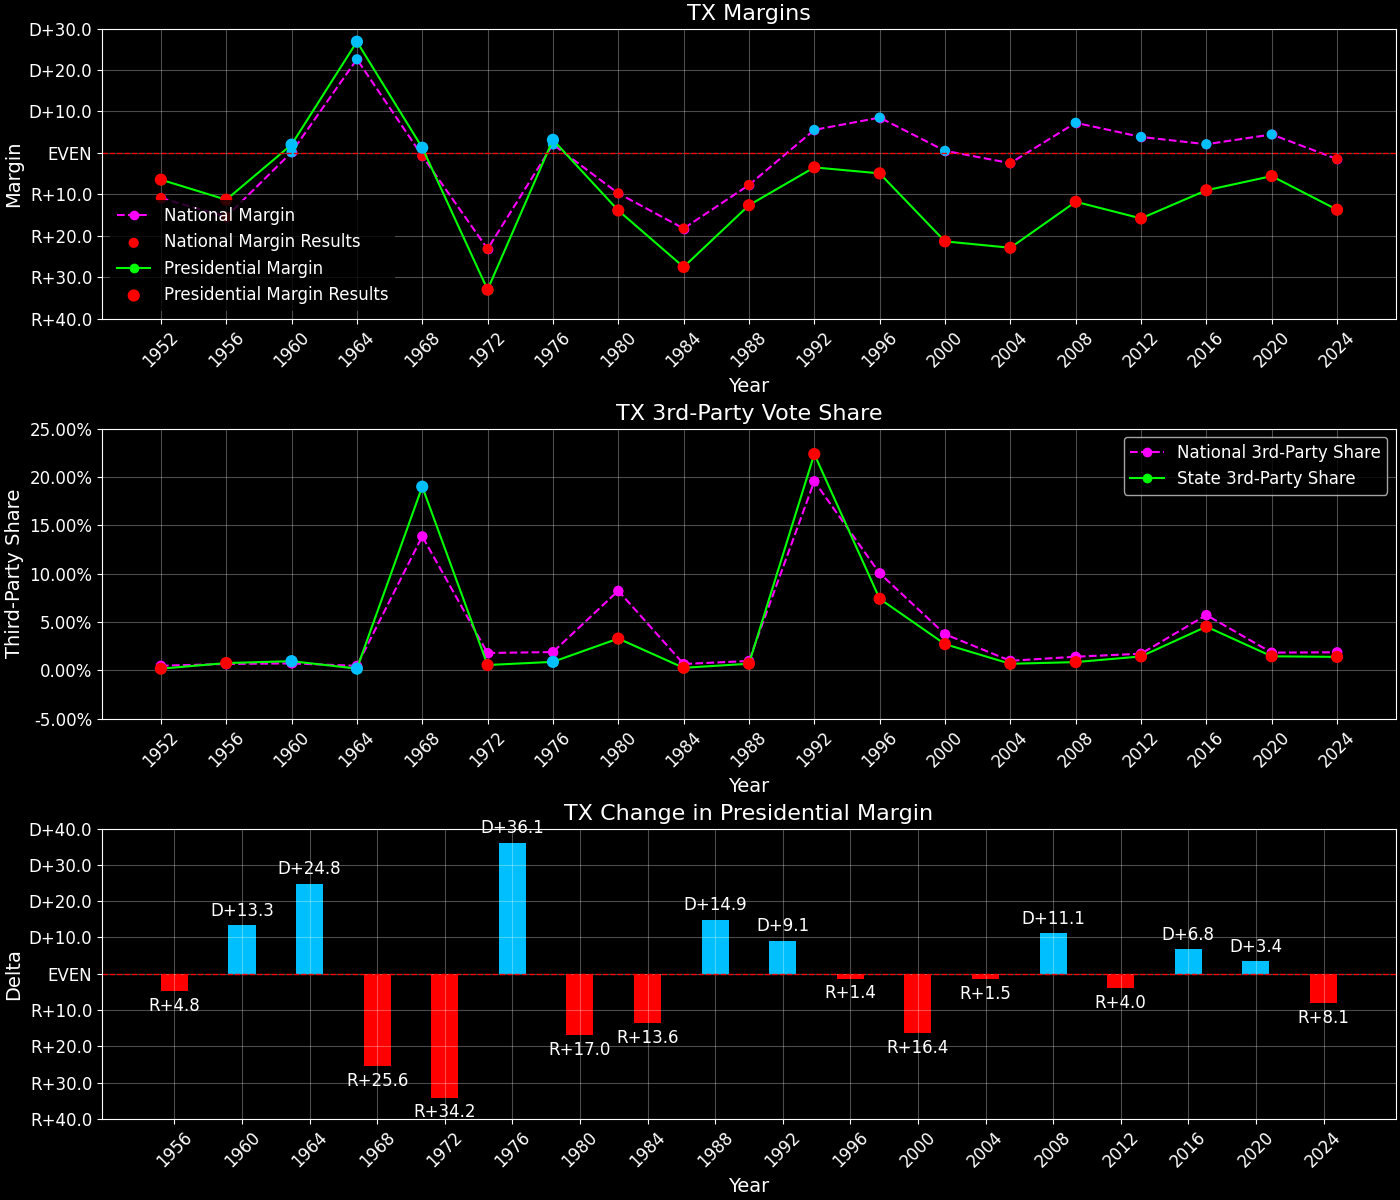 TX Margins
D+30.0
D+20.0
D+10.0
EVEN
R+10.0
R+20.0
R+30.0
R+40.0
Margin
National Margin
National Margin Results
Presidential Margin
Presidential Margin Results
1952 1956 1960 1964 1968 1972 1976 1980 1984 1988 1992 1996 2000 2004 2008 2012 2016 2020 2024
Year
TX 3rd-Party Vote Share
25.00%
20.00%
15.00%
10.00%
5.00%
0.00%
-5.00%
Third-Party Share
National 3rd-Party Share
State 3rd-Party Share
1952 1956 1960 1964 1968 1972 1976 1980 1984 1988 1992 1996 2000 2004 2008 2012 2016 2020 2024
Year
TX Change in Presidential Margin
D+40.0
D+30.0
D+20.0
D+10.0
EVEN
R+10.0
R+20.0
R+30.0
R+40.0
Delta
R+4.8
D+13.3
D+24.8
R+25.6
R+34.2
D+36.1
R+17.0
R+13.6
D+14.9
D+9.1
R+1.4
R+16.4
R+1.5
D+11.1
R+4.0
D+6.8
D+3.4
R+8.1
1956 1960 1964 1968 1972 1976 1980 1984 1988 1992 1996 2000 2004 2008 2012 2016 2020 2024
Year